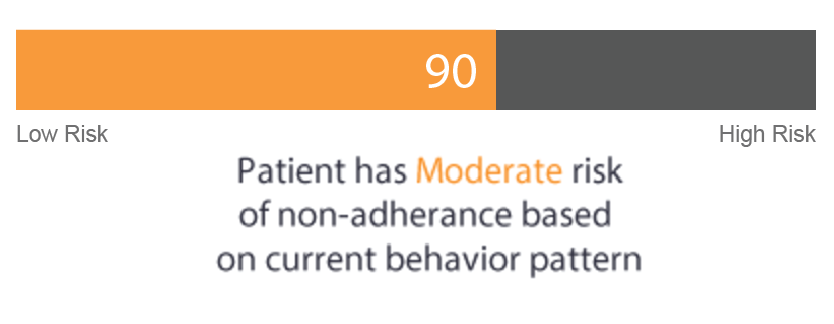 90
Low Risk
High Risk
Patient has Moderate risk
of non-adherance based
on current behavior pattern